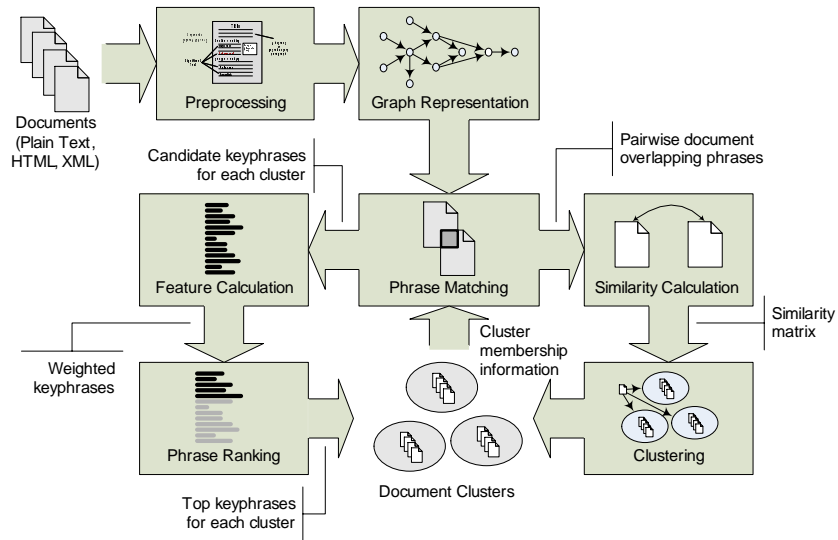 Title
Preprocessing
Graph Representation
Documents
(Plain Text,
HTML, XML)
Candidate keyphrases
for each cluster
Pairwise document
overlapping phrases
Feature Calculation
Phrase Matching
Similarity Calculation
Weighted
keyphrases
Cluster
membership
information
Similarity
matrix
Phrase Ranking
Document Clusters
Clustering
Top keyphrases
for each cluster